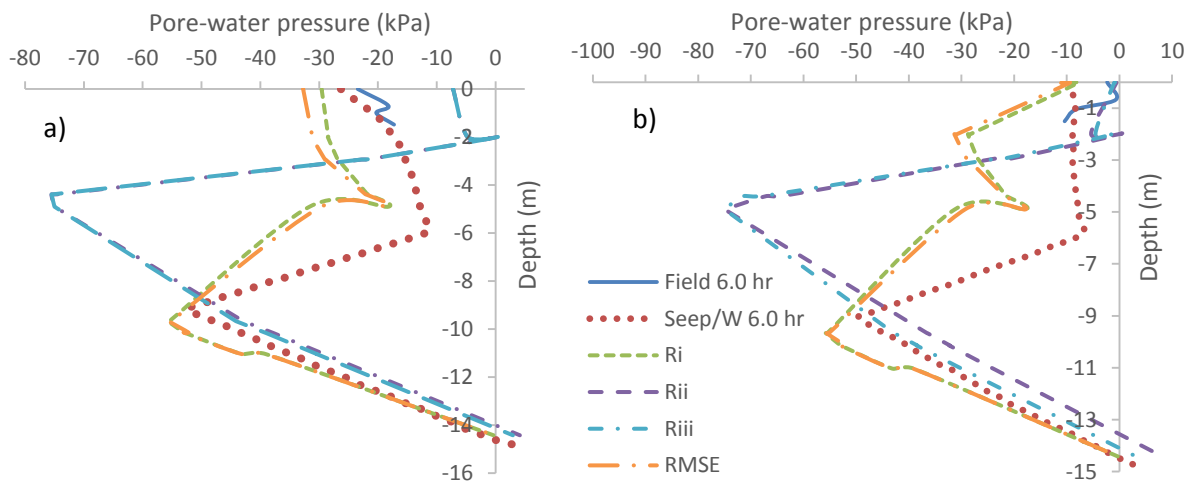 Pore-water pressure (kPa)
-80 -70 -60 -50 -40 -30 -20 -10 0
a)
0
-2
-4
-6
-8
-10
-12
-14
-16
Depth (m)
Pore-water pressure (kPa)
-100 -90 -80 -70 -60 -50 -40 -30 -20 -10 0 10
b)
-1
-3
-5
-7
-9
-11
-13
-15
Depth (m)
Field 6.0 hr
Seep/W 6.0 hr
Ri
Rii
Riii
RMSE